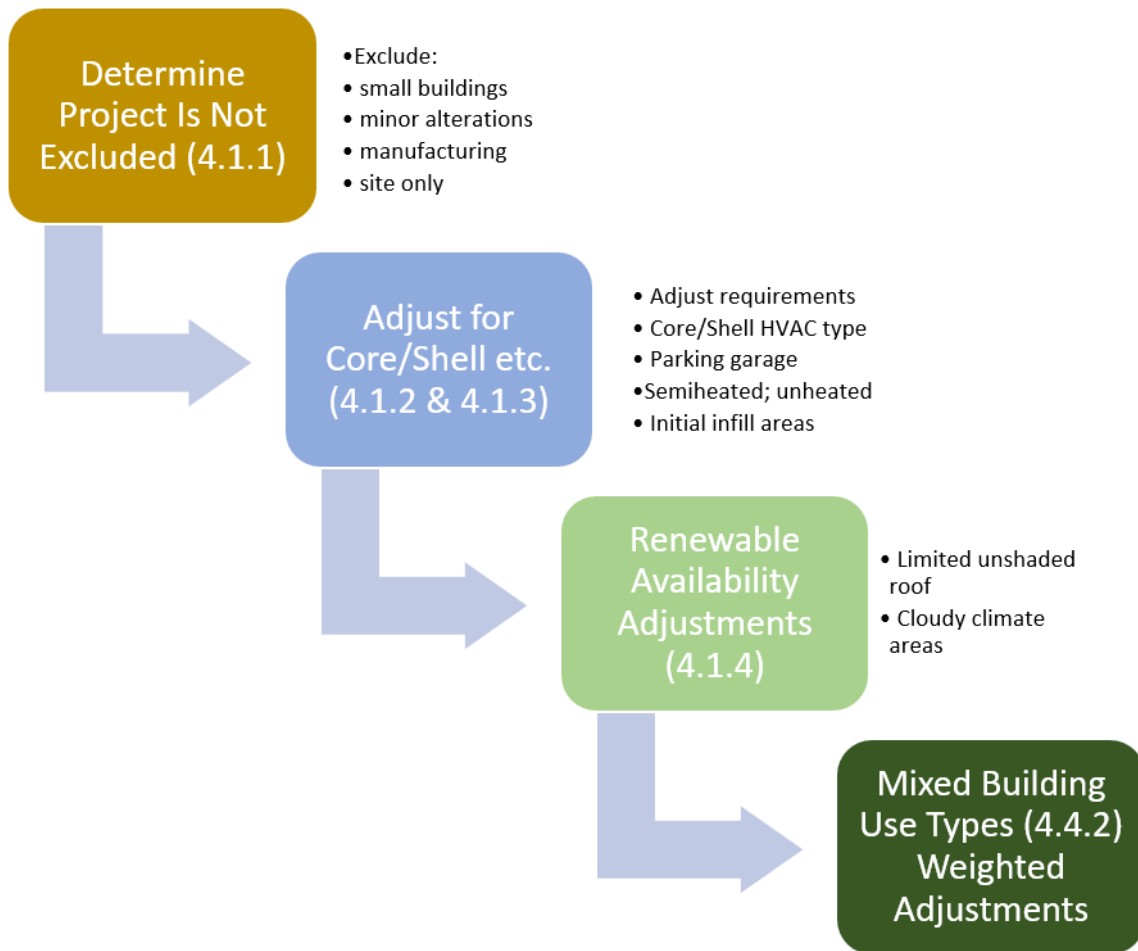 Determine
Project Is Not
Excluded (4.1.1)
•Exclude:
• small buildings
• minor alterations
• manufacturing
• site only
Adjust for
Core/Shell etc.
(4.1.2 & 4.1.3)
• Adjust requirements
• Core/Shell HVAC type
• Parking garage
•Semiheated; unheated
• Initial infill areas
Renewable
Availability
Adjustments
(4.1.4)
• Limited unshaded
roof
• Cloudy climate
areas
Mixed Building
Use Types (4.4.2)
Weighted
Adjustments